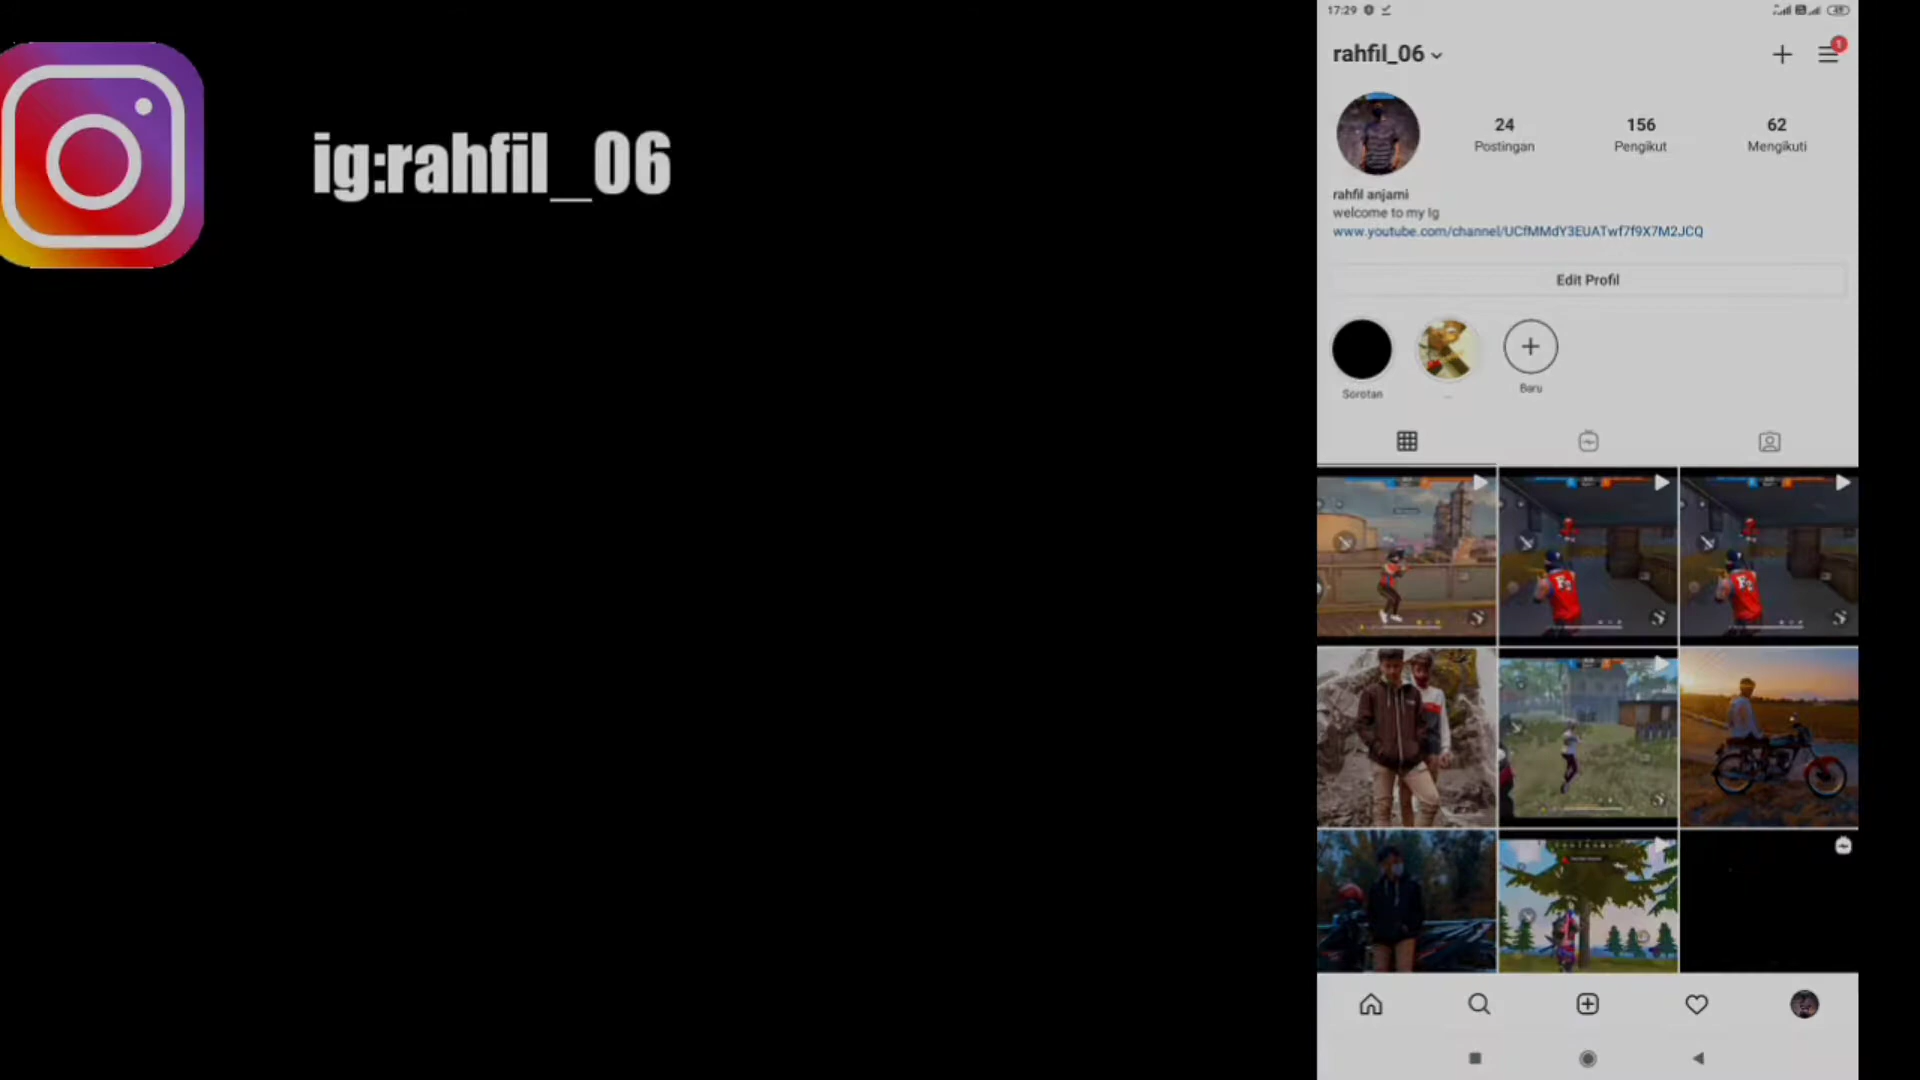 ig:rahfil_06
17:29
rahfil_06
1
24
Postingan
156
Pengikut
62
Mengikuti
rahfil anjami
welcome to my Ig
www.youtube.com/channel/UCfMMdY3EUATwf7f9X7M2JCQ
Edit Profil
Sorotan
...
Baru